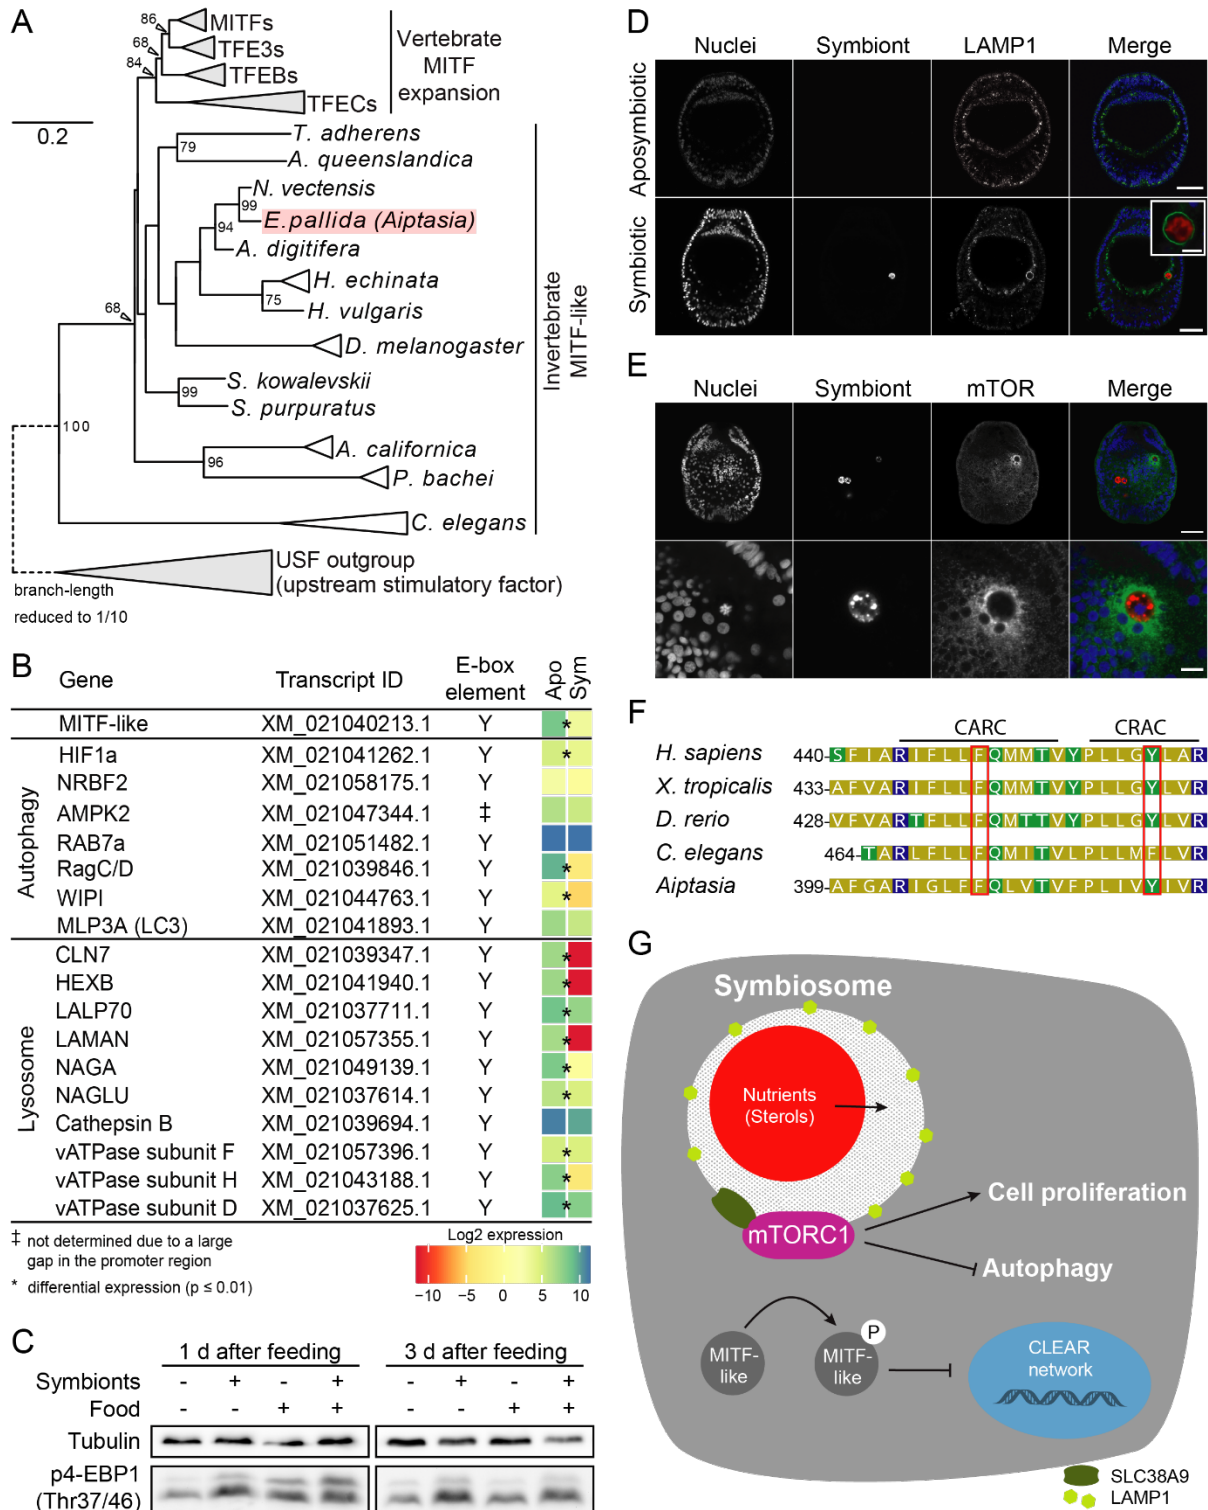 A
86
MITFs
68
TFE3s
84
TFEBs
TFECs
Vertebrate
MITF
expansion
0.2
T. adherens
79
A. queenslandica
N. vectensis
99
E. pallida (Aiptasia)
94
A. digitifera
H. echinata
75
H. vulgaris
68
D. melanogaster
S. kowalevskii
99
S. purpuratus
100
A. californica
96
P. bachei
C. elegans
Invertebrate
MITF-like
USF outgroup
(upstream stimulatory factor)
branch-length
reduced to 1/10
B
Gene Transcript ID E-box element Apo Sym
MITF-like XM_021040213.1 Y *
Autophagy
HIF1a XM_021041262.1 Y *
NRBF2 XM_021058175.1 Y
AMPK2 XM_021047344.1 ‡
RAB7a XM_021051482.1 Y
RagC/D XM_021039846.1 Y *
WIPI XM_021044763.1 Y *
MLP3A (LC3) XM_021041893.1 Y
Lysosome
CLN7 XM_021039347.1 Y *
HEXB XM_021041940.1 Y *
LALP70 XM_021037711.1 Y *
LAMAN XM_021057355.1 Y *
NAGA XM_021049139.1 Y *
NAGLU XM_021037614.1 Y *
Cathepsin B XM_021039694.1 Y
vATPase subunit F XM_021057396.1 Y *
vATPase subunit H XM_021043188.1 Y *
vATPase subunit D XM_021037625.1 Y *
‡ not determined due to a large
gap in the promoter region
* differential expression (p ≤ 0.01)
Log2 expression
−10 −5 0 5 10
C
1 d after feeding 3 d after feeding
Symbionts - + - + - + - +
Food - - + + - - + +
Tubulin
p4-EBP1
(Thr37/46)
D
Nuclei Symbiont LAMP1 Merge
Aposymbiotic
Symbiotic
E
Nuclei Symbiont mTOR Merge
F
CARC CRAC
H. sapiens 440-SFIARIFLLFQMMTVYPLLGYLAR
X. tropicalis 433-AFVARIFLLFQMMTVYPLLGYLVR
D. rerio 428-VFVARTFLLFQMTTVYPLLGYLVR
C. elegans 464-TARLFLLFQMITVLPLLMFLVR
Aiptasia 399-AFGARIGLFFQLVTVFPLIVYIVR
G
Symbiosome
Nutrients
(Sterols)
mTORC1
Cell proliferation
Autophagy
MITF-
like
P
MITF-
like
CLEAR
network
SLC38A9
LAMP1